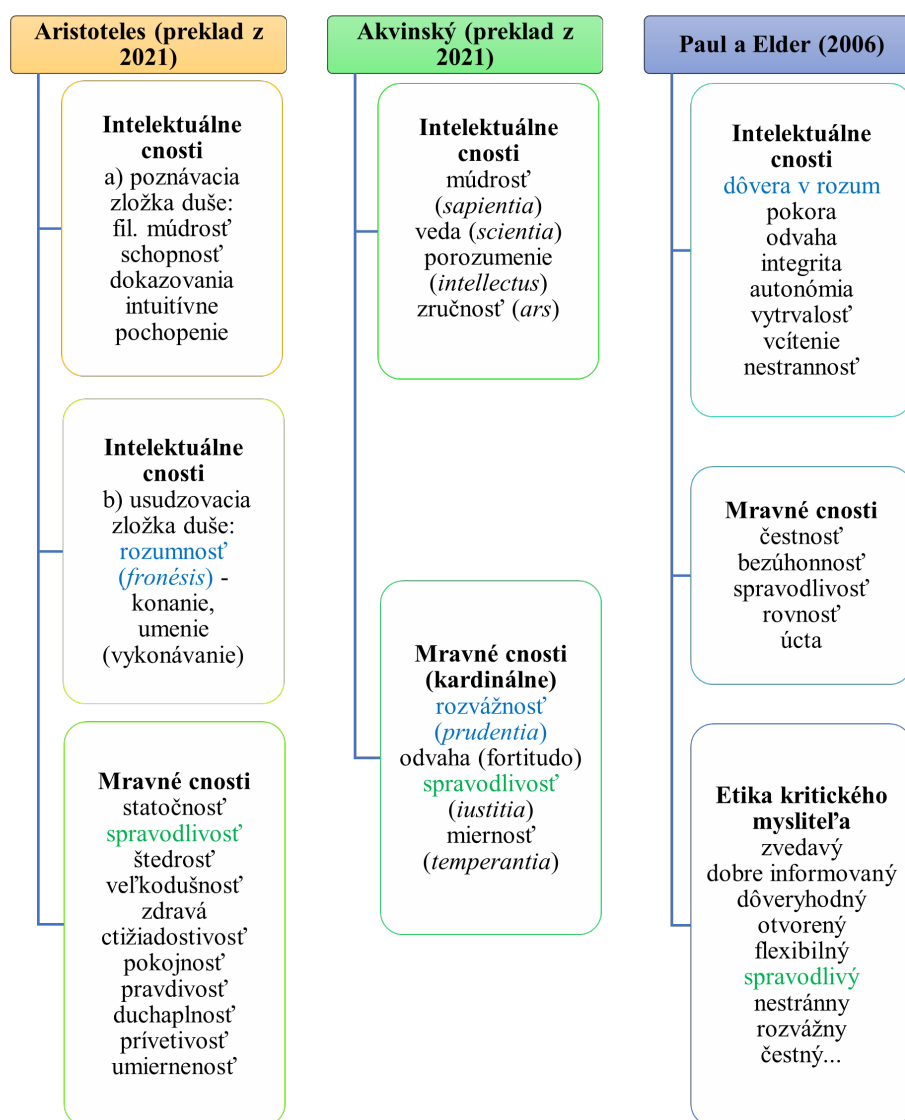 Aristoteles (preklad z
2021)
Intelektuálne
cnosti
a) poznávacia
zložka duše:
fil. múdrosť
schopnosť
dokazovania
intuitívne
pochopenie
Intelektuálne
cnosti
b) usudzovacia
zložka duše:
rozumnosť
(fronésis) -
konanie,
umenie
(vykonávanie)
Mravné cnosti
statočnosť
spravodlivosť
štedrosť
veľkodušnosť
zdravá
ctižiadostivosť
pokojnosť
pravdivosť
duchaplnosť
prívetivosť
umiernenosť
Akvinský (preklad z
2021)
Intelektuálne
cnosti
múdrosť
(sapientia)
veda (scientia)
porozumenie
(intellectus)
zručnosť (ars)
Mravné cnosti
(kardinálne)
rozvážnosť
(prudentia)
odvaha (fortitudo)
spravodlivosť
(iustitia)
miernosť
(temperantia)
Paul a Elder (2006)
Intelektuálne
cnosti
dôvera v rozum
pokora
odvaha
integrita
autonómia
vytrvalosť
vcítenie
nestrannosť
Mravné cnosti
čestnosť
bezúhonnosť
spravodlivosť
rovnosť
úcta
Etika kritického
mysliteľa
zvedavý
dobre informovaný
dôveryhodný
otvorený
flexibilný
spravodlivý
nestránny
rozvážny
čestný...